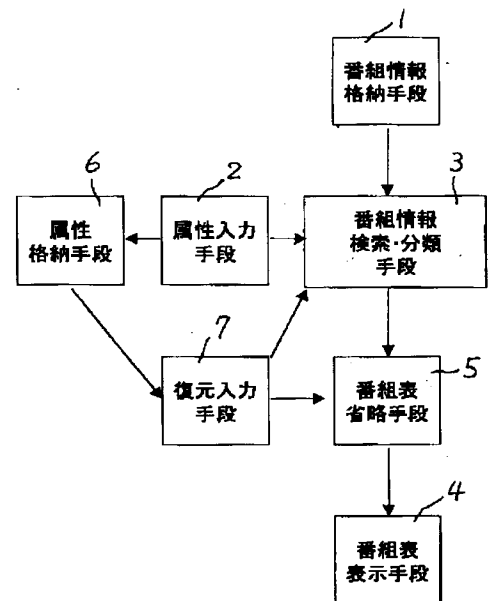 1
番組情報
格納手段
6
2
3
属性
格納手段
属性入力
手段
番組情報
検索・分類
手段
7
5
復元入力
手段
番組表
省略手段
4
番組表
表示手段